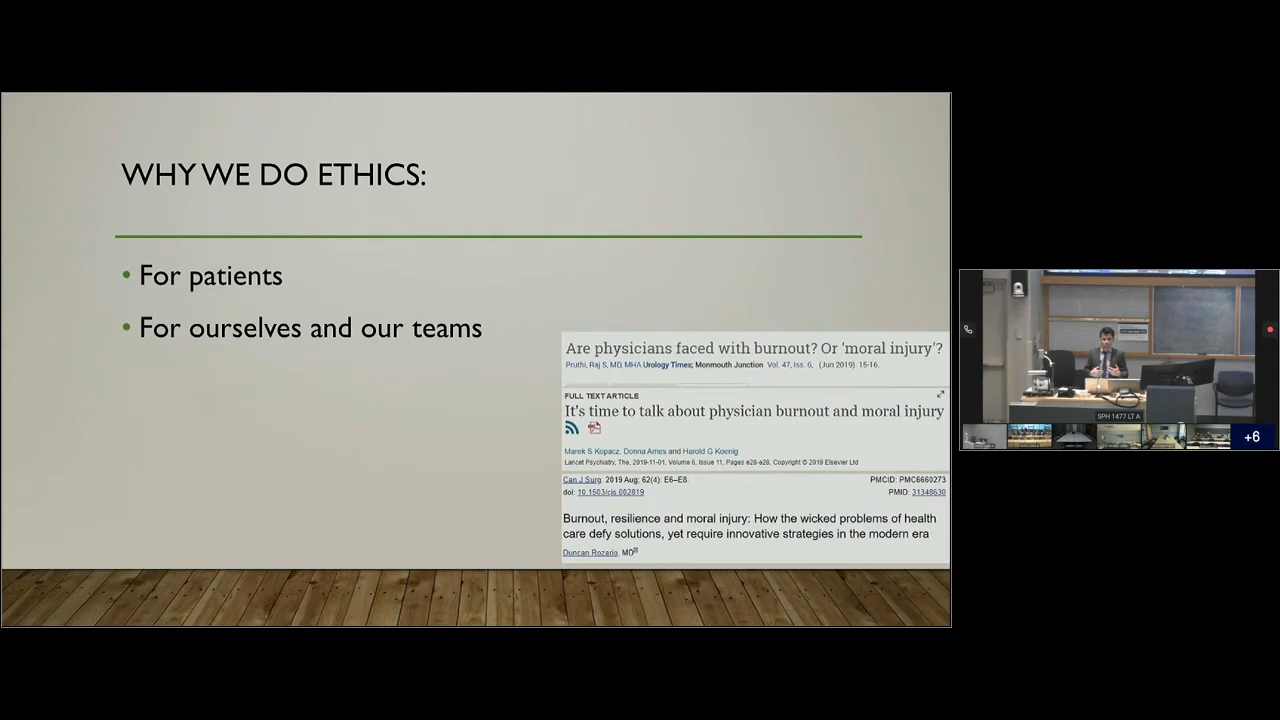 WHY WE DO ETHICS:
• For patients
• For ourselves and our teams
Are physicians faced with burnout? Or 'moral injury'?
Pruthi, Raj S, MD, MHA Urology Times; Monmouth Junction Vol. 47, Iss. 6, (Jun 2019): 15-16.
FULL TEXT ARTICLE
It's time to talk about physician burnout and moral injury
Marek S Kopacz, Donna Ames and Harold G Koenig
Lancet Psychiatry, The, 2019-11-01, Volume 6, Issue 11, Pages e28-e28, Copyright © 2019 Elsevier Ltd
Can J Surg. 2019 Aug; 62(4): E6–E8. PMCID: PMC6660273
doi: 10.1503/cjs.002819 PMID: 31348630
Burnout, resilience and moral injury: How the wicked problems of health
care defy solutions, yet require innovative strategies in the modern era
Duncan Rozario, MD
SPH 1477 LT A
+6